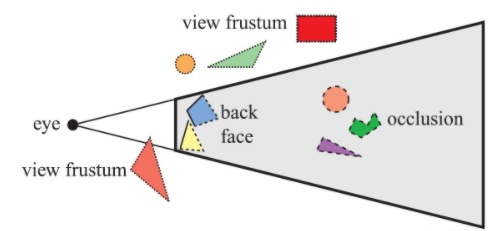 view frustum
eye
back
face
occlusion
view frustum